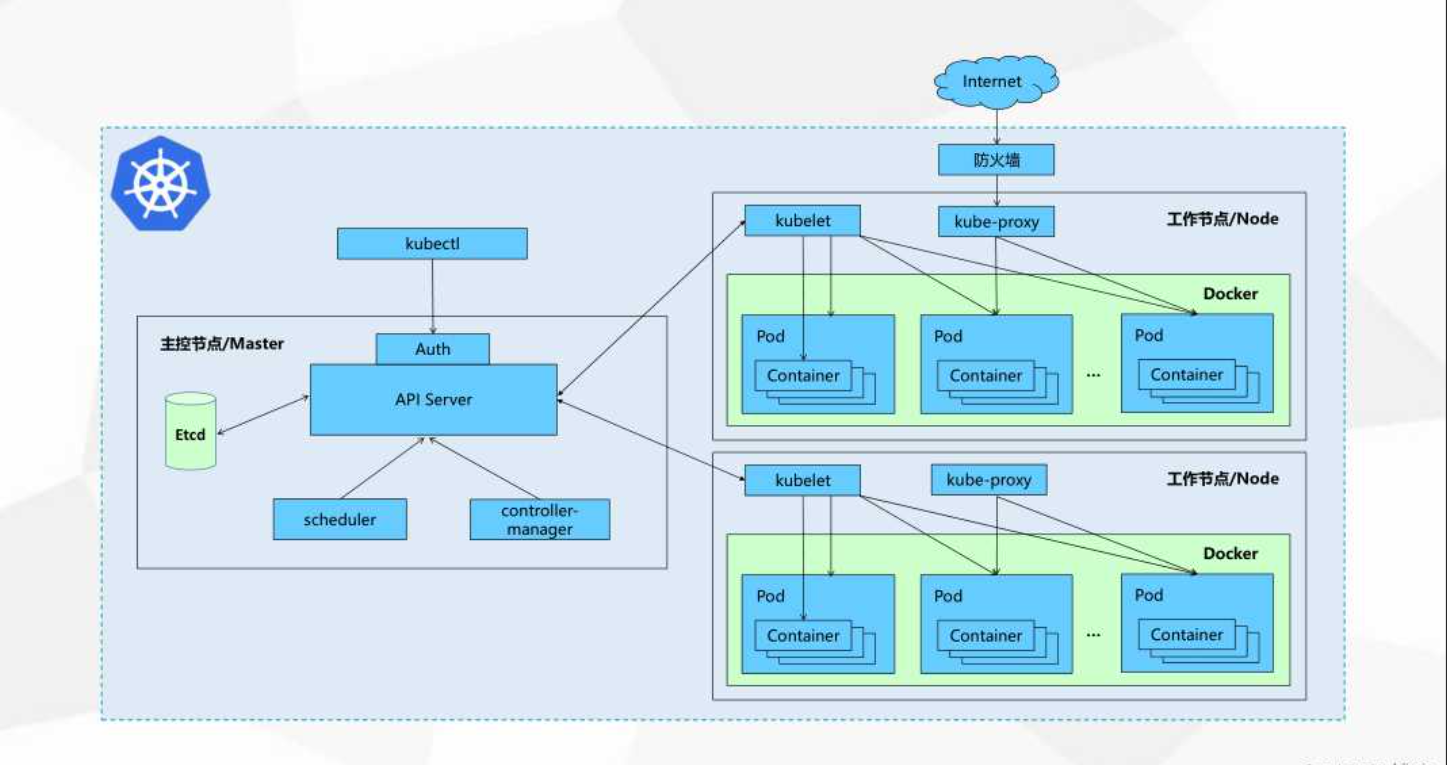 Internet
防火墙
kubelet
kube-proxy
工作节点/Node
kubectl
Docker
主控节点/Master
Auth
Pod
Pod
Pod
Container
Container
...
Container
API Server
Etcd
kubelet
kube-proxy
工作节点/Node
scheduler
controller-
manager
Docker
Pod
Pod
Pod
Container
Container
...
Container